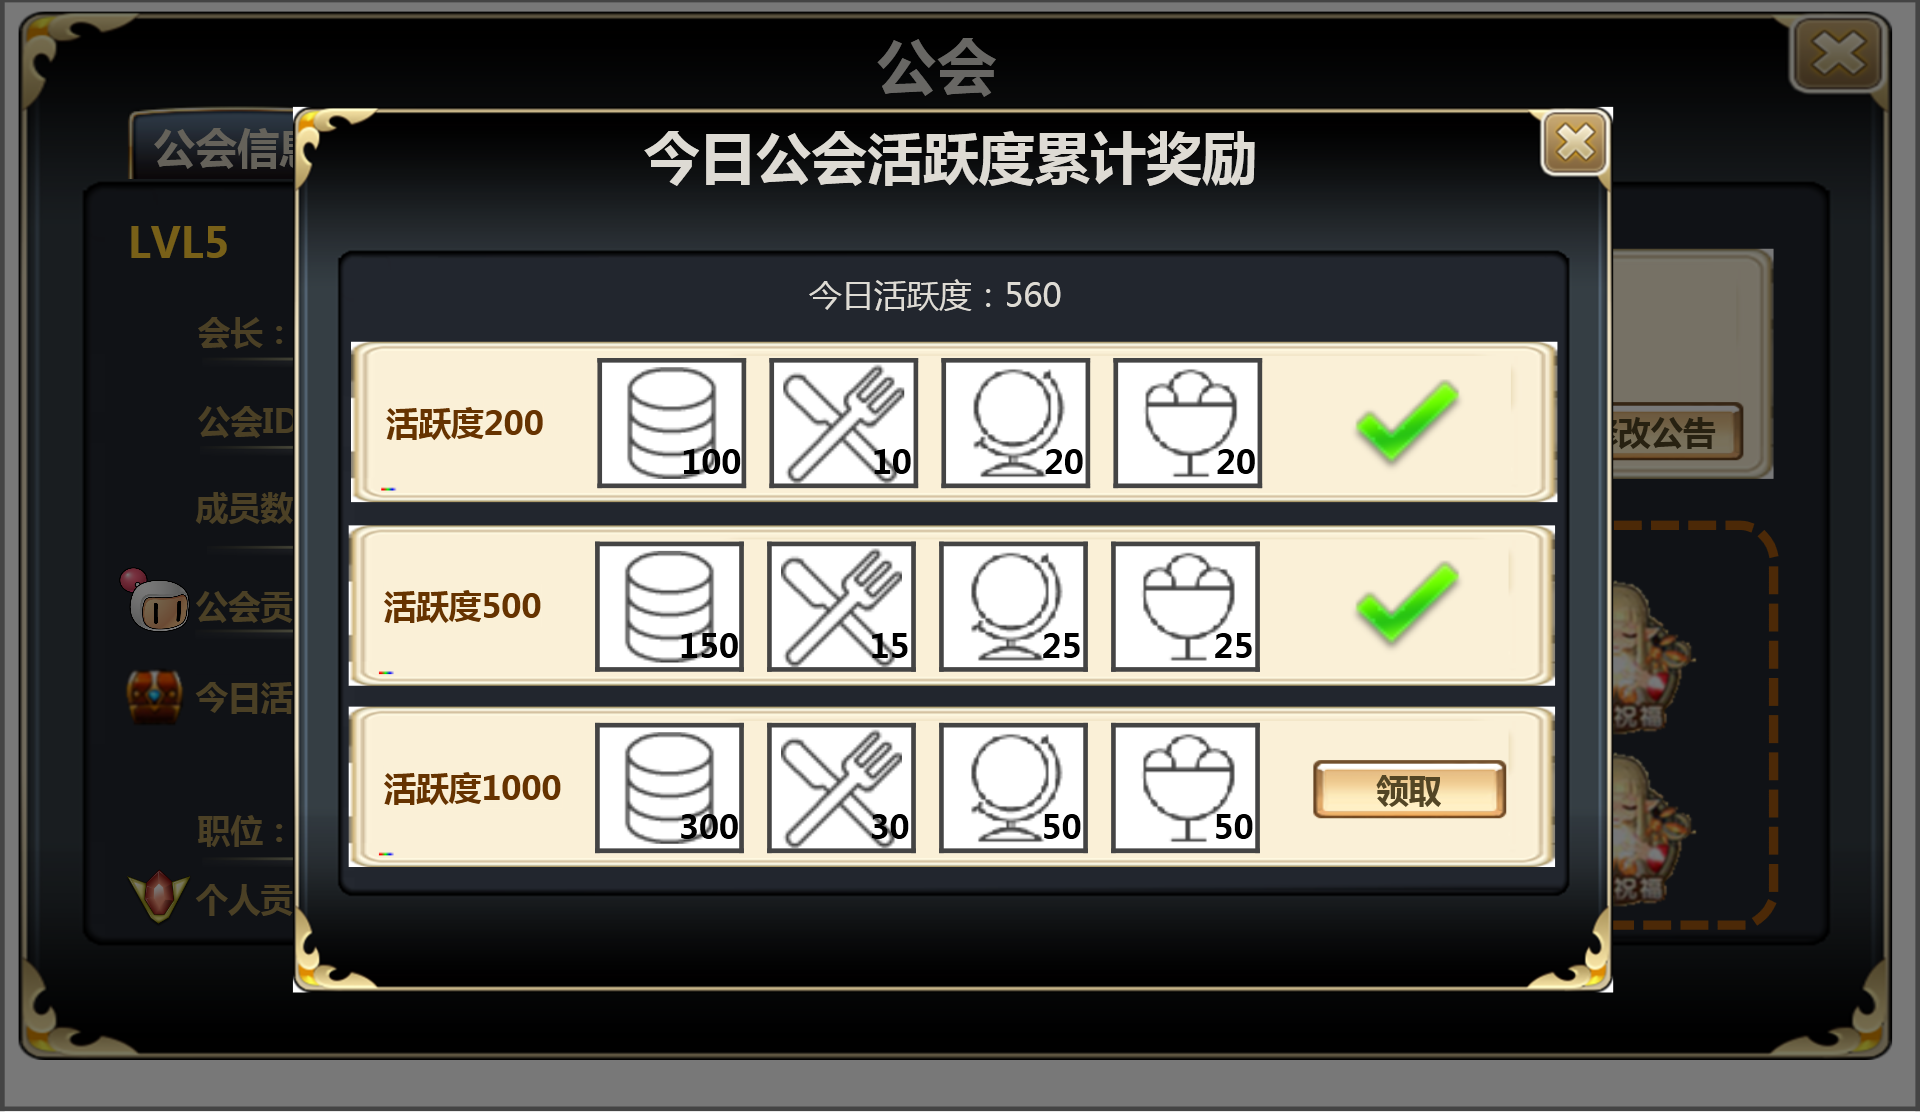 公会
公会信息
今日公会活跃度累计奖励
LVL5
今日活跃度：560
会长：
公会ID
修改公告
活跃度200
100
10
20
20
成员数
公会贡
活跃度500
150
15
25
25
今日活
祝福
活跃度1000
300
30
50
50
领取
职位：
个人贡
祝福